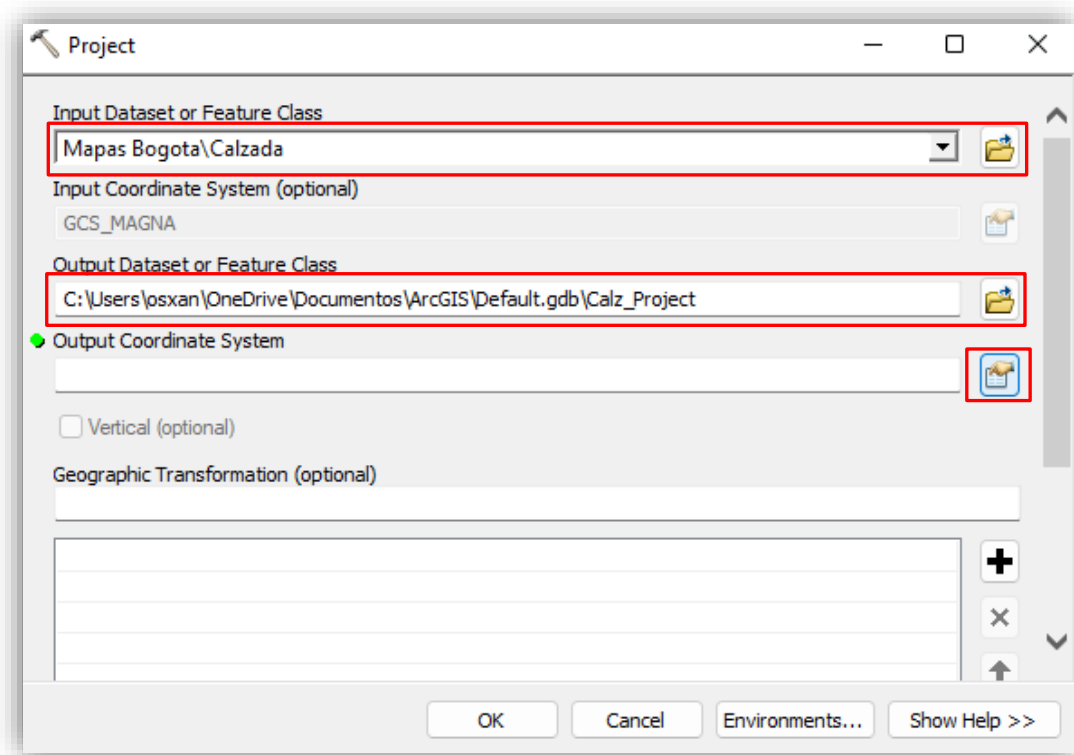 Project
Input Dataset or Feature Class
Mapas Bogota\Calzada
Input Coordinate System (optional)
GCS_MAGNA
Output Dataset or Feature Class
C:\Users\osxan\OneDrive\Documentos\ArcGIS\Default.gdb\Calz_Project
Output Coordinate System
Vertical (optional)
Geographic Transformation (optional)
OK Cancel Environments... Show Help >>